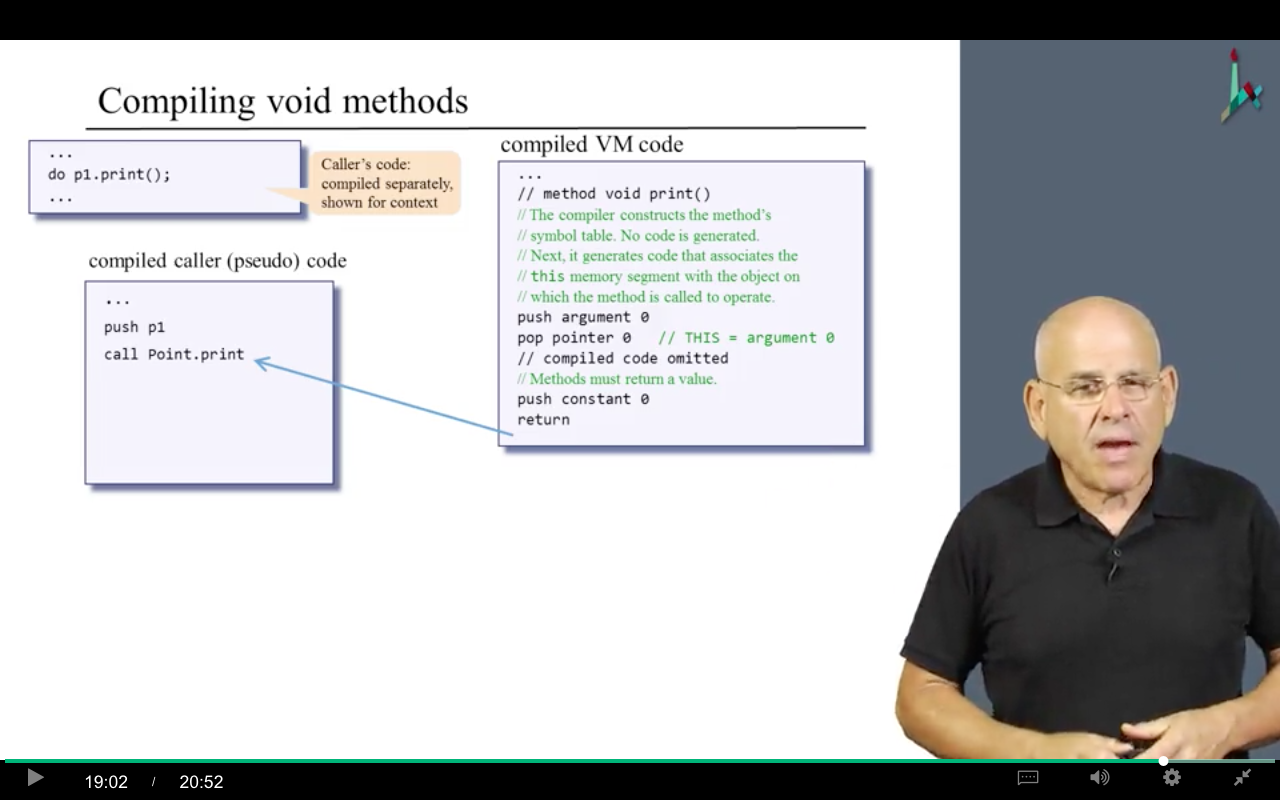 Compiling void methods
...
do p1.print();
...
Caller's code:
compiled separately,
shown for context
compiled caller (pseudo) code
...
push p1
call Point.print
compiled VM code
...
// method void print()
// The compiler constructs the method's
// symbol table. No code is generated.
// Next, it generates code that associates the
// this memory segment with the object on
// which the method is called to operate.
push argument 0
pop pointer 0 // THIS = argument 0
// compiled code omitted
// Methods must return a value.
push constant 0
return
19:02 / 20:52